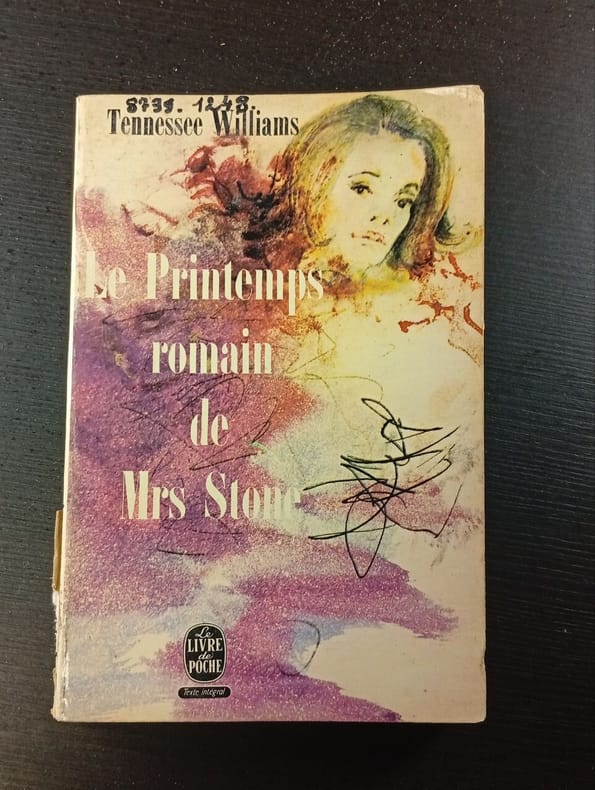 8739. 1248.
Tennessee Williams
Le Printemps
romain
de
Mrs Stone
Le
LIVRE
de
POCHE
Texte intégral